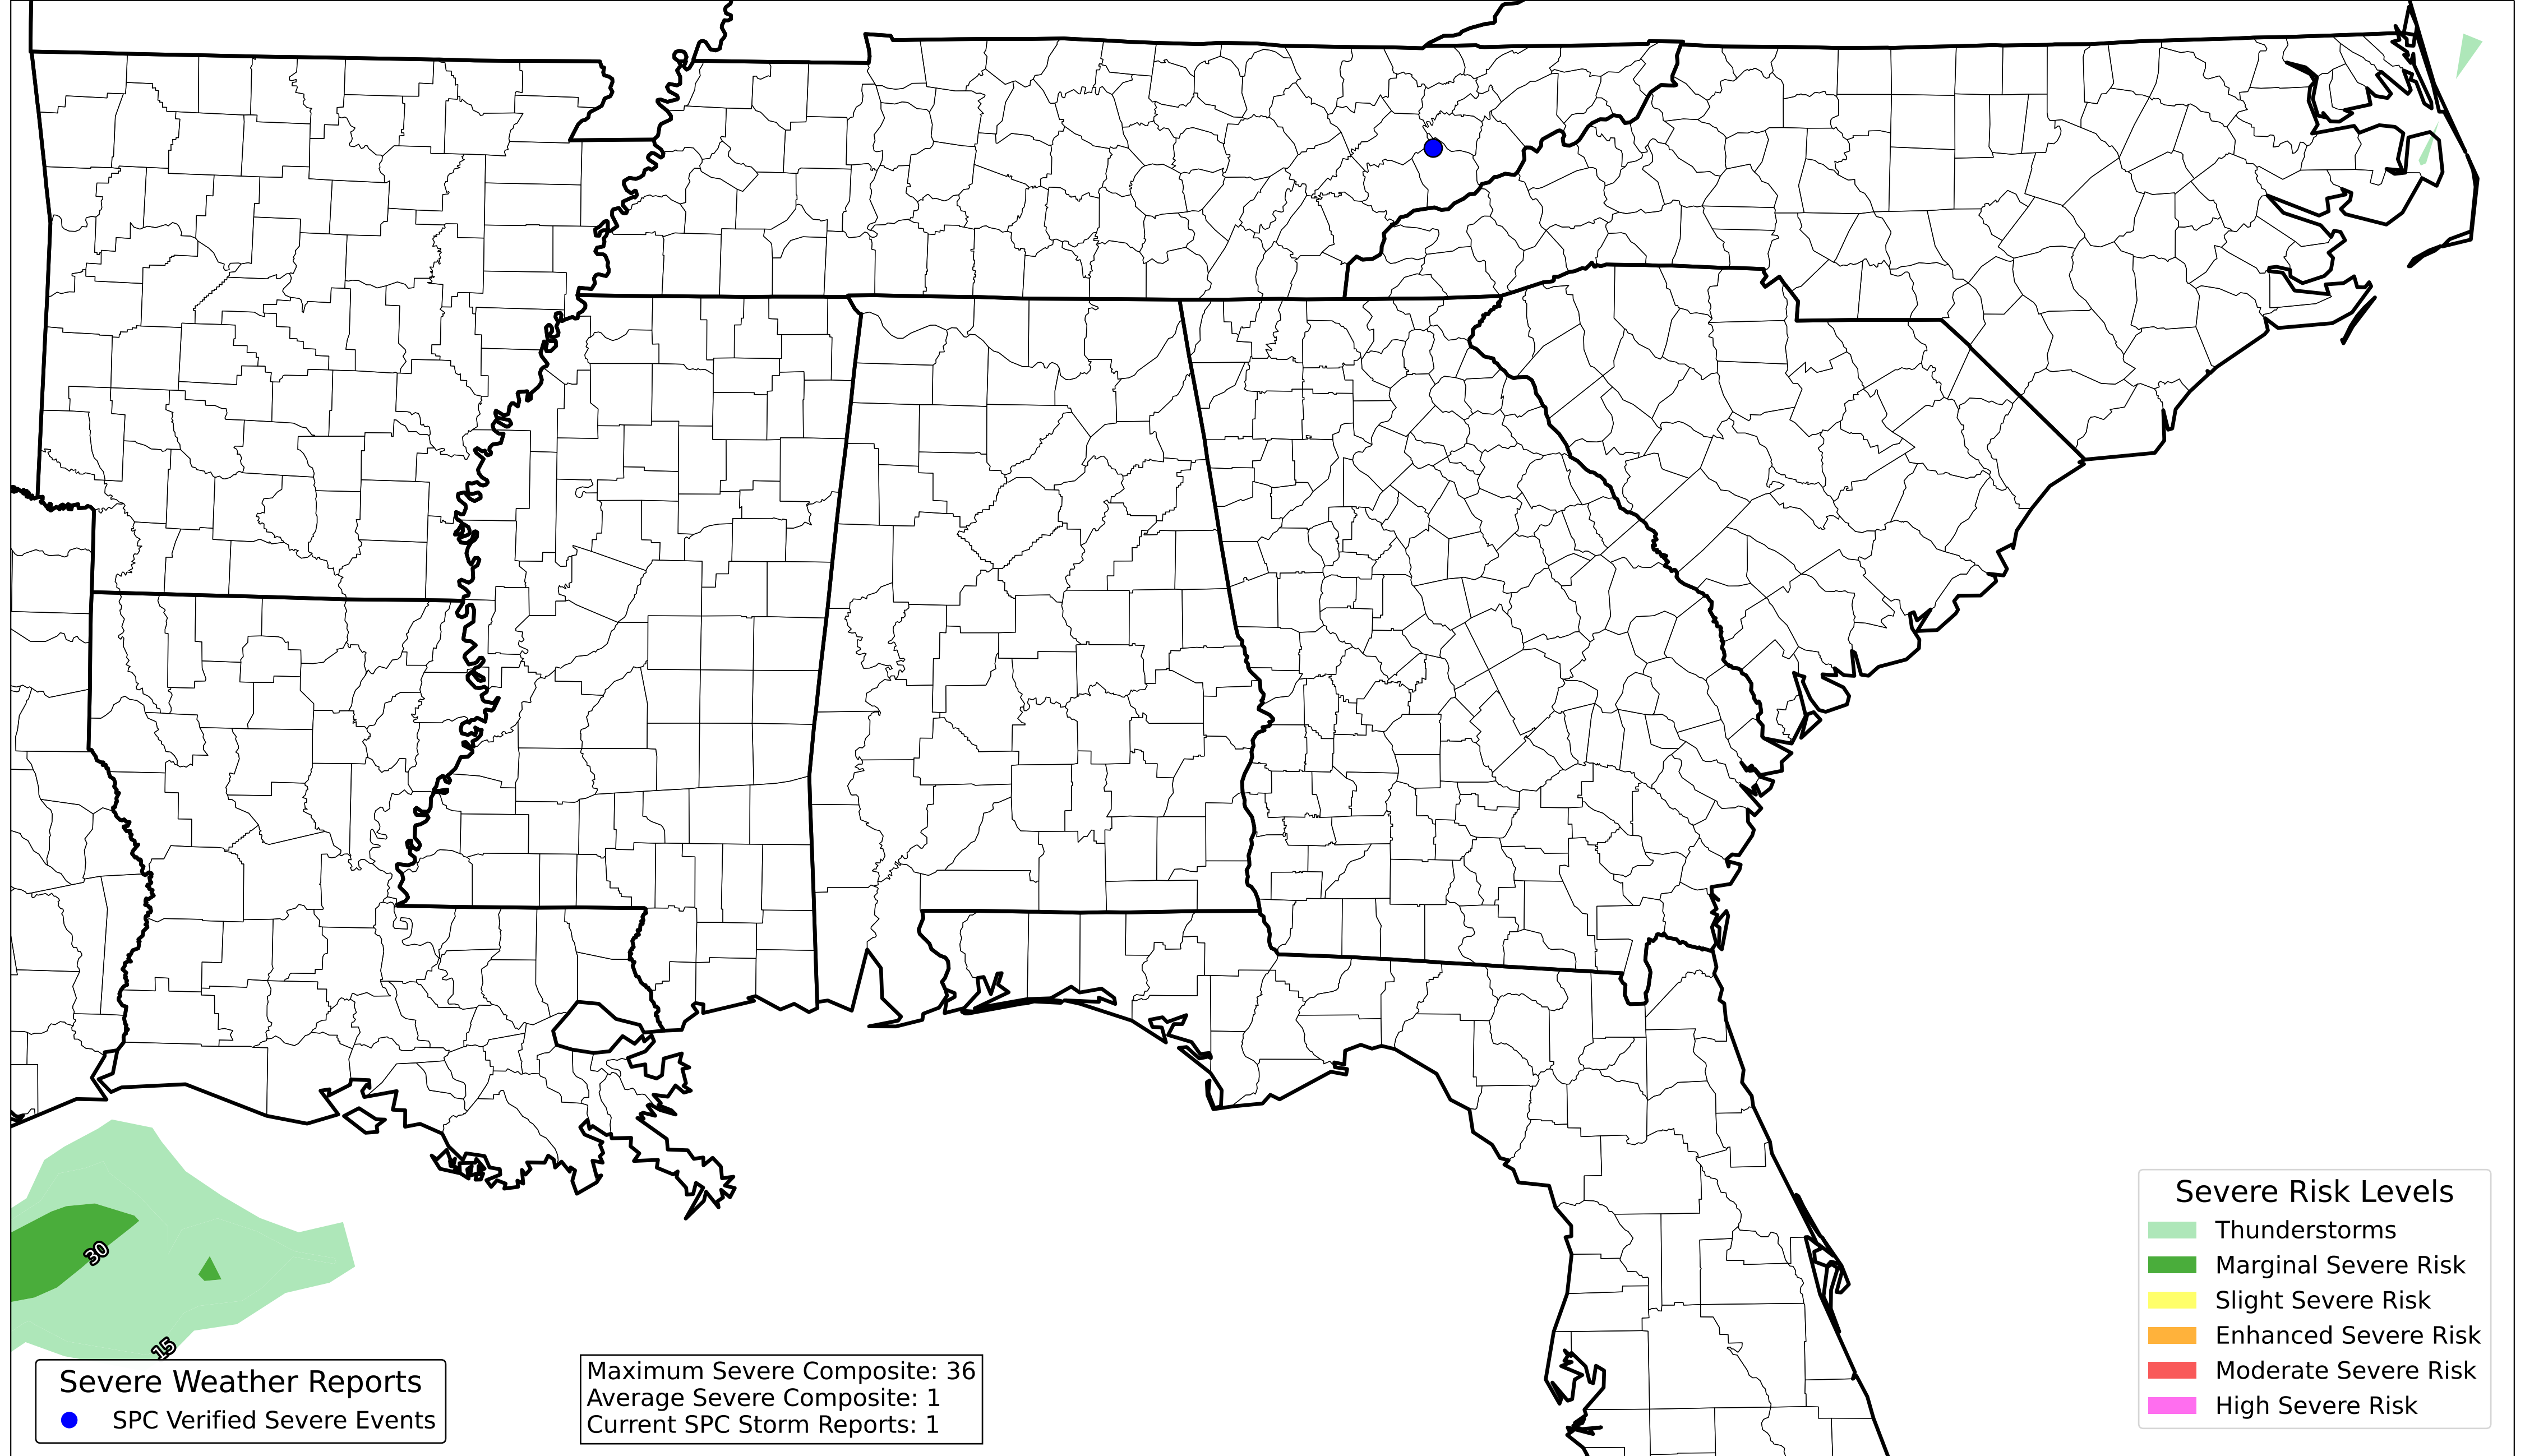 30
15
Severe Weather Reports
SPC Verified Severe Events
Maximum Severe Composite: 36
Average Severe Composite: 1
Current SPC Storm Reports: 1
Severe Risk Levels
Thunderstorms
Marginal Severe Risk
Slight Severe Risk
Enhanced Severe Risk
Moderate Severe Risk
High Severe Risk